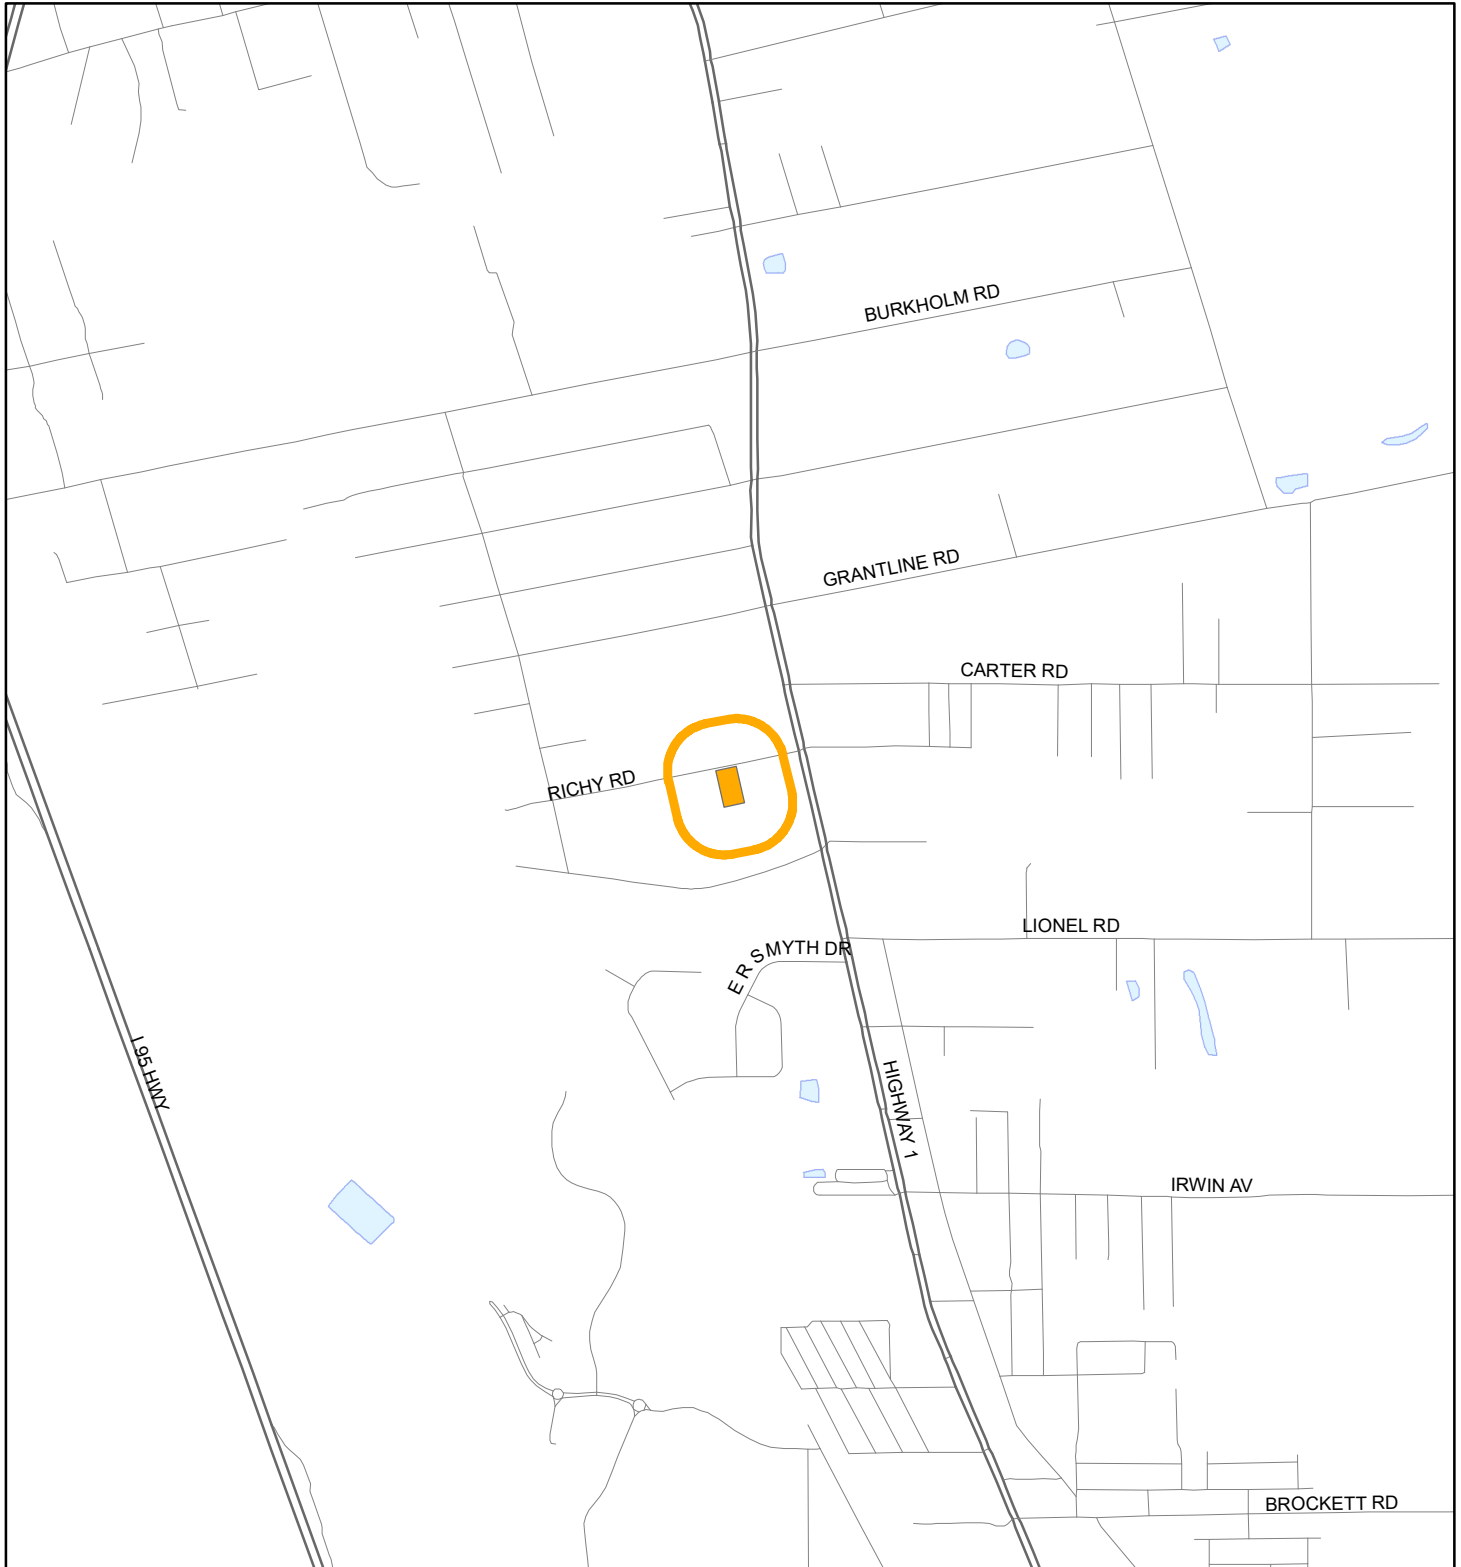 BURKHOLM RD
GRANTLINE RD
CARTER RD
RICHY RD
LIONEL RD
E R SMYTH DR
I 95 HWY
HIGHWAY 1
IRWIN AV
BROCKETT RD